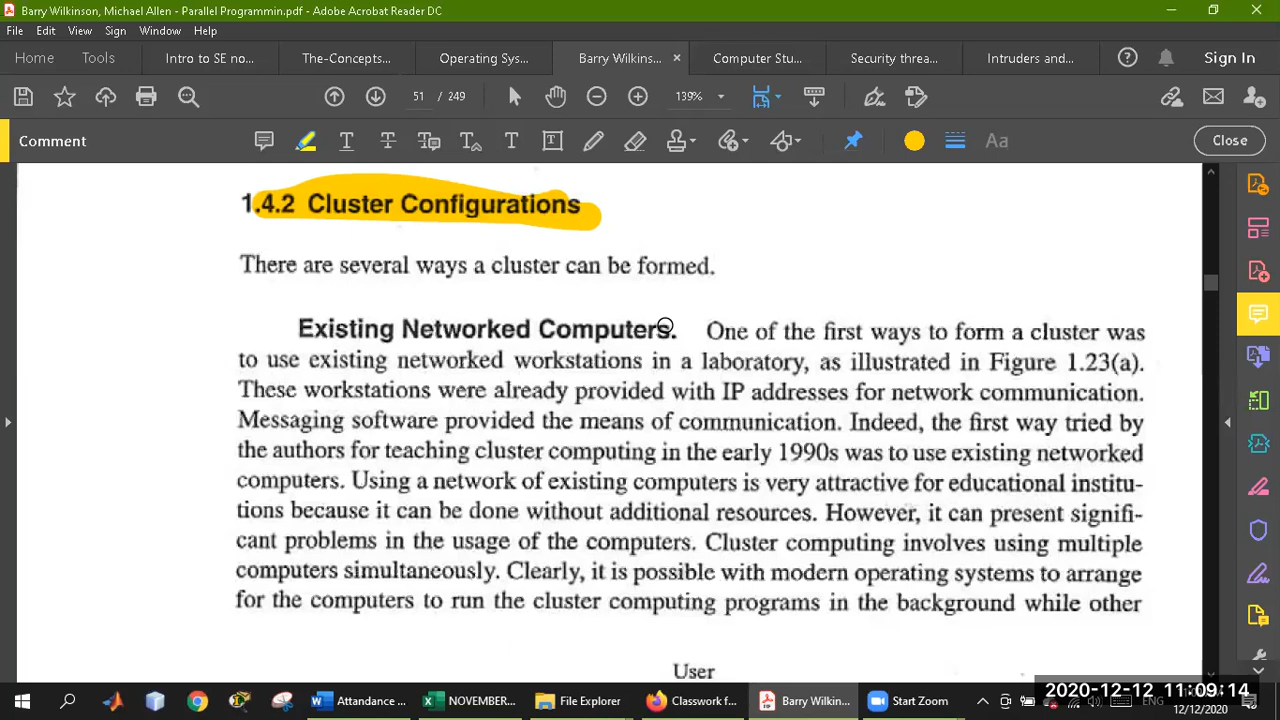 Barry Wilkinson, Michael Allen - Parallel Programmin.pdf - Adobe Acrobat Reader DC
File Edit View Sign Window Help
Home Tools Intro to SE no... The-Concepts... Operating Sys... Barry Wilkins... × Computer Stu... Security threa... Intruders and... Sign In
51 / 249 139%
Comment Aa Close
1.4.2 Cluster Configurations
There are several ways a cluster can be formed.
Existing Networked Computers. One of the first ways to form a cluster was
to use existing networked workstations in a laboratory, as illustrated in Figure 1.23(a).
These workstations were already provided with IP addresses for network communication.
Messaging software provided the means of communication. Indeed, the first way tried by
the authors for teaching cluster computing in the early 1990s was to use existing networked
computers. Using a network of existing computers is very attractive for educational institu-
tions because it can be done without additional resources. However, it can present signifi-
cant problems in the usage of the computers. Cluster computing involves using multiple
computers simultaneously. Clearly, it is possible with modern operating systems to arrange
for the computers to run the cluster computing programs in the background while other
User
Attandance ... NOVEMBER... File Explorer Classwork f... Barry Wilkin... Start Zoom ENG
2020-12-12 11:09:14
12/12/2020